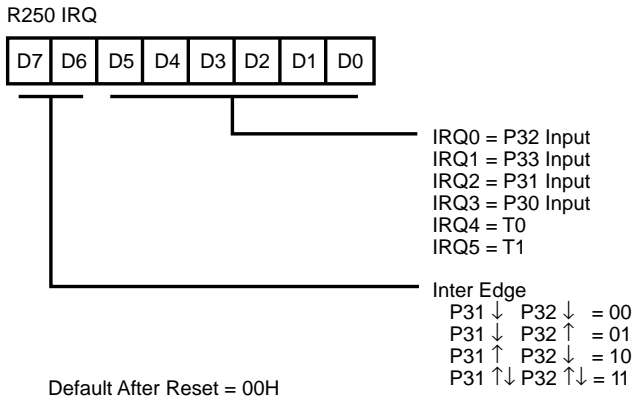 R250 IRQ
D7 D6 D5 D4 D3 D2 D1 D0
IRQ0 = P32 Input
IRQ1 = P33 Input
IRQ2 = P31 Input
IRQ3 = P30 Input
IRQ4 = T0
IRQ5 = T1
Inter Edge
P31 ↓ P32 ↓ = 00
P31 ↓ P32 ↑ = 01
P31 ↑ P32 ↓ = 10
P31 ↑↓ P32 ↑↓ = 11
Default After Reset = 00H